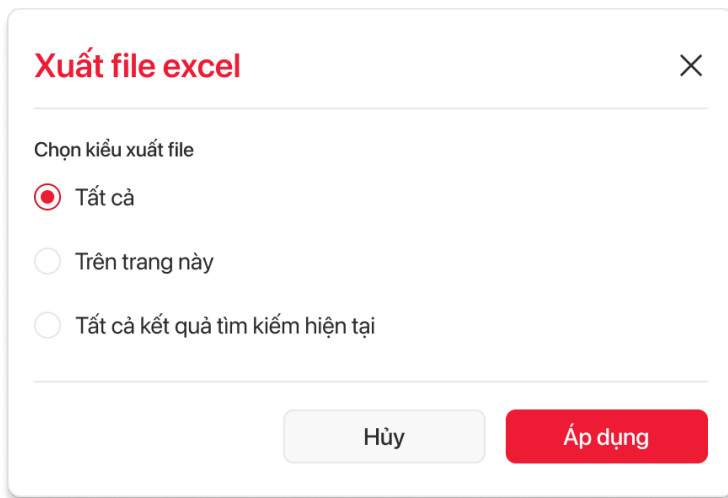 Xuất file excel
Chọn kiểu xuất file
Tất cả
Trên trang này
Tất cả kết quả tìm kiếm hiện tại
Hủy
Áp dụng